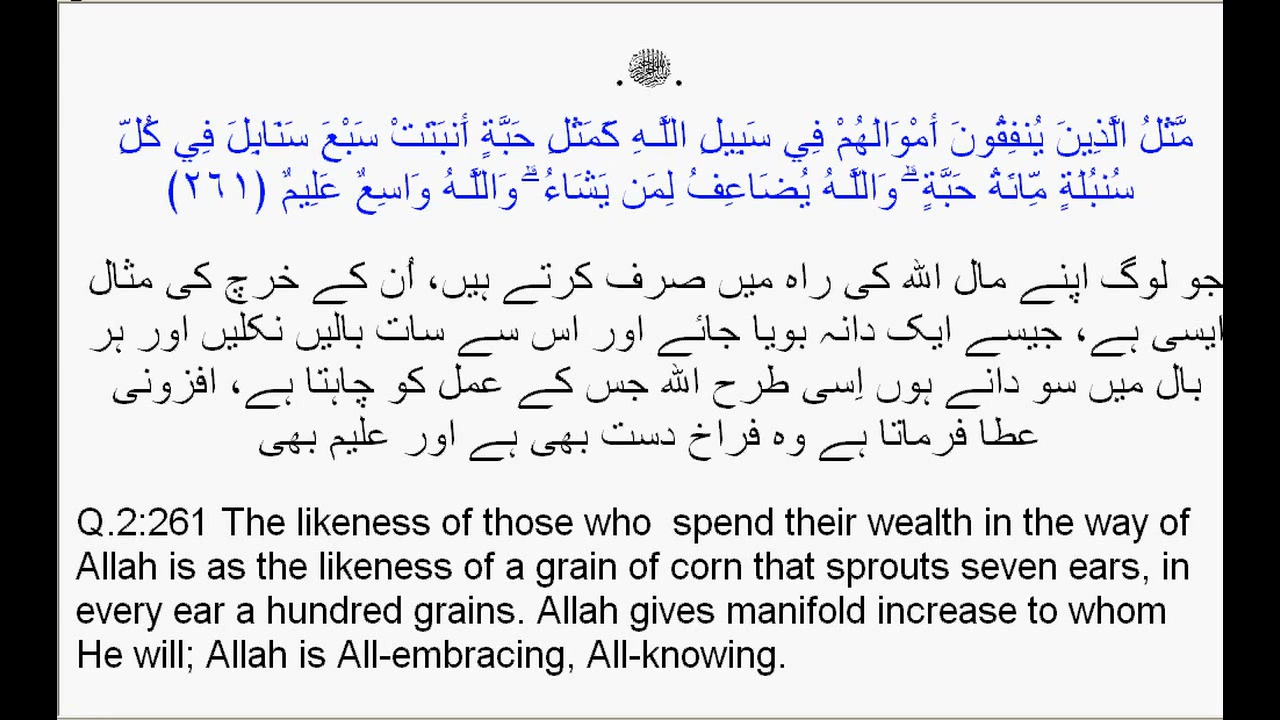 . ﷽ .
مَّثَلُ الَّذِينَ يُنفِقُونَ أَمْوَالَهُمْ فِي سَبِيلِ اللَّـهِ كَمَثَلِ حَبَّةٍ أَنبَتَتْ سَبْعَ سَنَابِلَ فِي كُلِّ
سُنبُلَةٍ مِّائَةُ حَبَّةٍ ۗ وَاللَّـهُ يُضَاعِفُ لِمَن يَشَاءُ ۗ وَاللَّـهُ وَاسِعٌ عَلِيمٌ ﴿٢٦١﴾
جو لوگ اپنے مال اللہ کی راہ میں صرف کرتے ہیں، اُن کے خرچ کی مثال
ایسی ہے، جیسے ایک دانہ بویا جائے اور اس سے سات بالیں نکلیں اور ہر
بال میں سو دانے ہوں اِسی طرح اللہ جس کے عمل کو چاہتا ہے، افزونی
عطا فرماتا ہے وہ فراخ دست بھی ہے اور علیم بھی
Q.2:261 The likeness of those who  spend their wealth in the way of
Allah is as the likeness of a grain of corn that sprouts seven ears, in
every ear a hundred grains. Allah gives manifold increase to whom
He will; Allah is All-embracing, All-knowing.